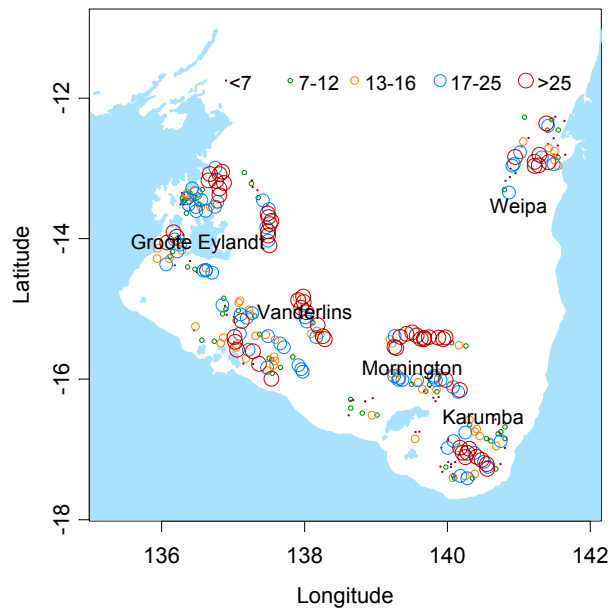 <7 7-12 13-16 17-25 >25
-12
Weipa
-14
Groote Eylandt
Vanderlins
Mornington
-16
Karumba
-18
136 138 140 142
Latitude
Longitude